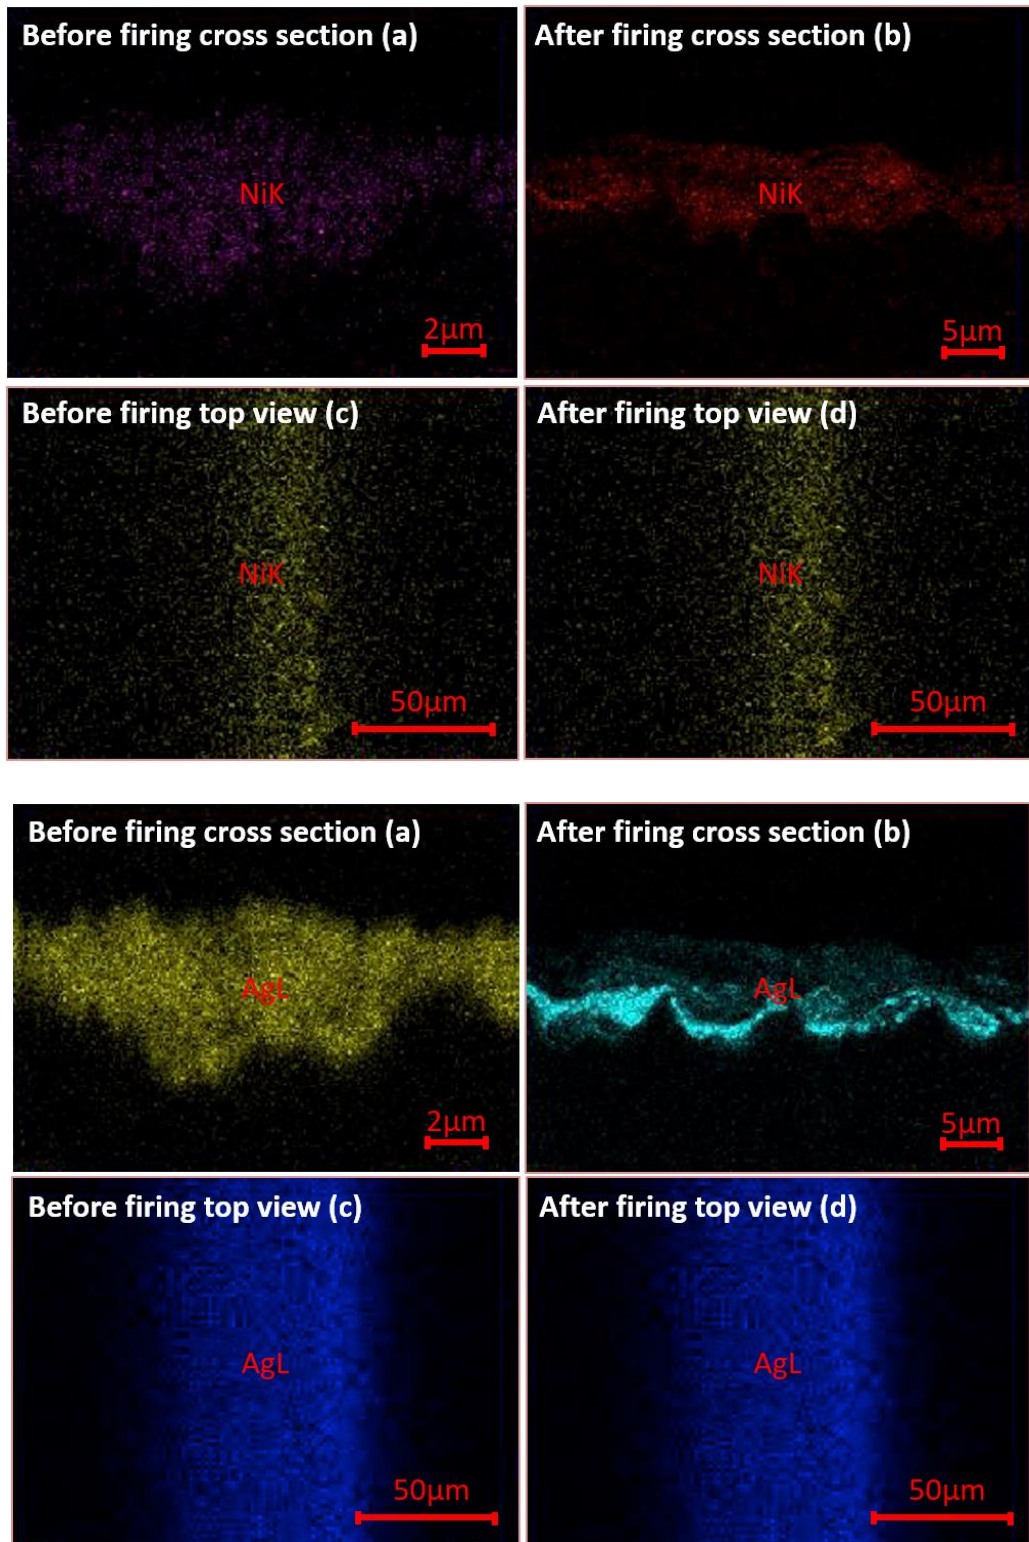 Before firing cross section (a)
After firing cross section (b)
NiK
NiK
2μm
5μm
Before firing top view (c)
After firing top view (d)
NiK
NiK
50μm
50μm
Before firing cross section (a)
After firing cross section (b)
AgL
AgL
2μm
5μm
Before firing top view (c)
After firing top view (d)
AgL
AgL
50μm
50μm